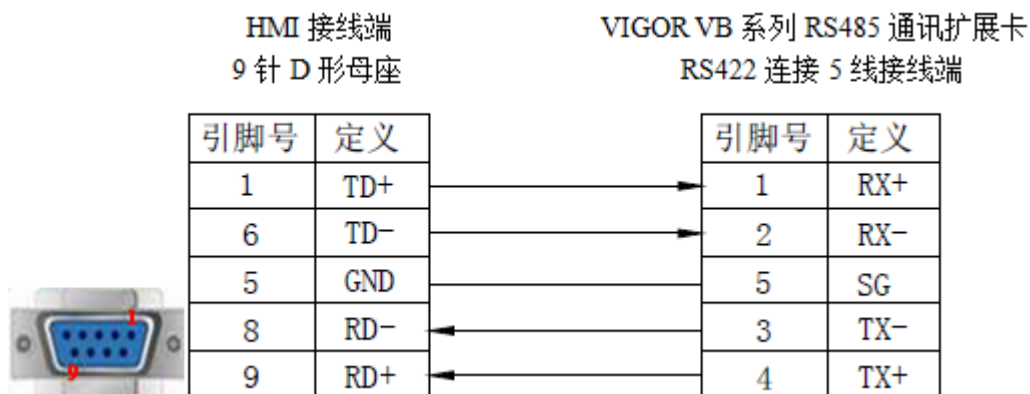 HMI 接线端
9 针 D 形母座
VIGOR VB 系列 RS485 通讯扩展卡
RS422 连接 5 线接线端
引脚号 定义 引脚号 定义
1 TD+ 1 RX+
6 TD- 2 RX-
5 GND 5 SG
8 RD- 3 TX-
9 RD+ 4 TX+
1
9